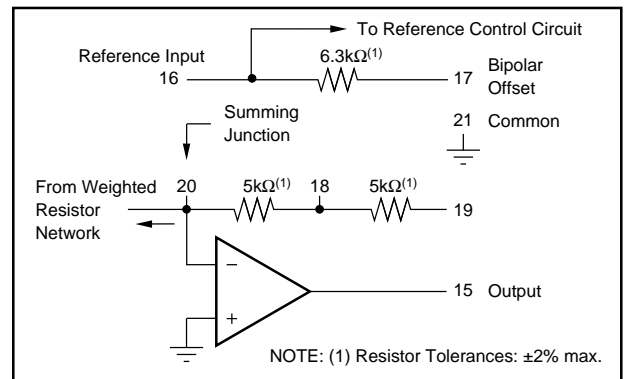 To Reference Control Circuit
Reference Input
6.3kΩ(1)
16
17
Bipolar
Offset
Summing
Junction
21 Common
From Weighted
Resistor
Network
20
5kΩ(1)
18
5kΩ(1)
19
−
+
15 Output
NOTE: (1) Resistor Tolerances: ±2% max.